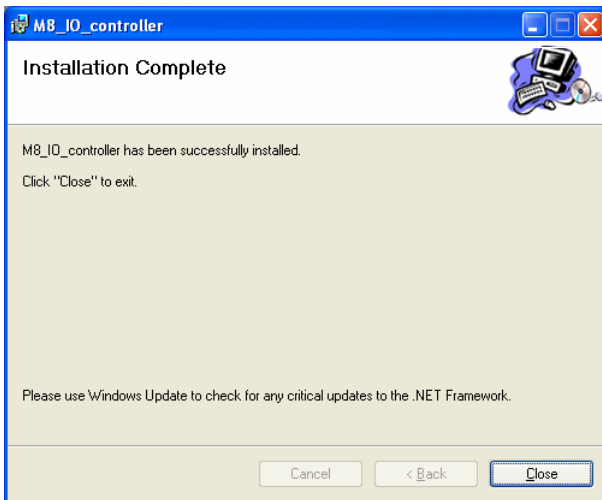 M8_IO_controller
Installation Complete
M8_IO_controller has been successfully installed.
Click "Close" to exit.
Please use Windows Update to check for any critical updates to the .NET Framework.
Cancel
< Back
Close